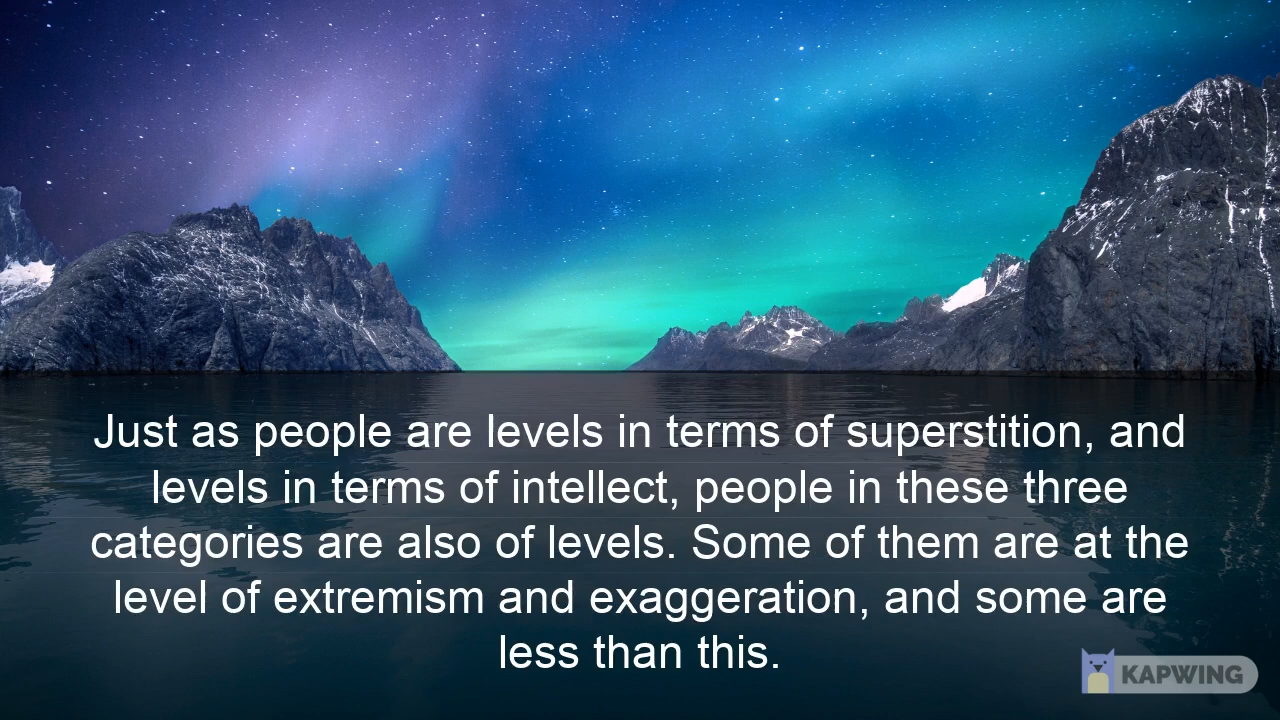 Just as people are levels in terms of superstition, and
levels in terms of intellect, people in these three
categories are also of levels. Some of them are at the
level of extremism and exaggeration, and some are
less than this.
KAPWING